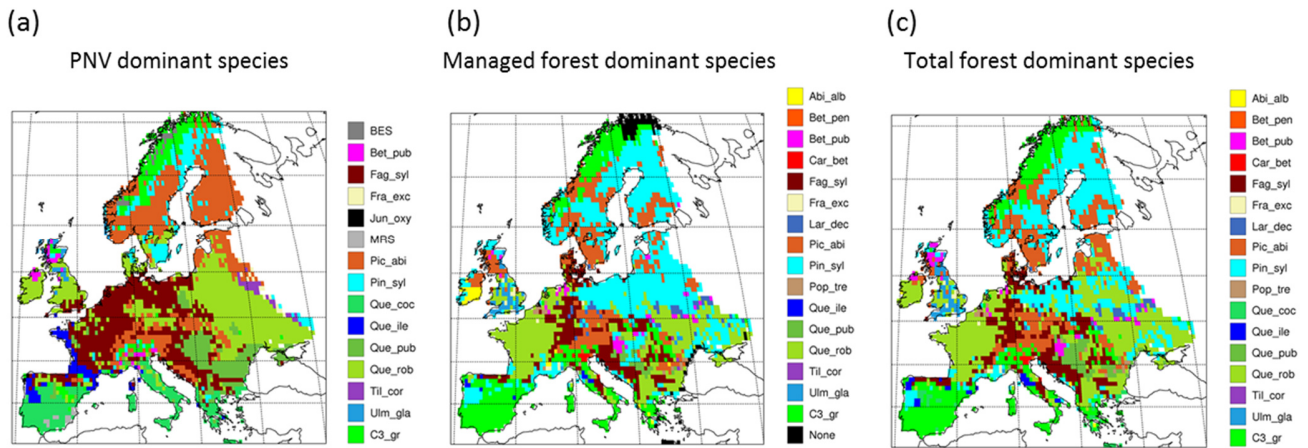 (a)
PNV dominant species
BES
Bet_pub
Fag_syl
Fra_exc
Jun_oxy
MRS
Pic_abi
Pin_syl
Que_coc
Que_ile
Que_pub
Que_rob
Til_cor
Ulm_gla
C3_gr
(b)
Managed forest dominant species
Abi_alb
Bet_pen
Bet_pub
Car_bet
Fag_syl
Fra_exc
Lar_dec
Pic_abi
Pin_syl
Pop_tre
Que_coc
Que_ile
Que_pub
Que_rob
Til_cor
Ulm_gla
C3_gr
None
(c)
Total forest dominant species
Abi_alb
Bet_pen
Bet_pub
Car_bet
Fag_syl
Fra_exc
Lar_dec
Pic_abi
Pin_syl
Pop_tre
Que_coc
Que_ile
Que_pub
Que_rob
Til_cor
Ulm_gla
C3_gr